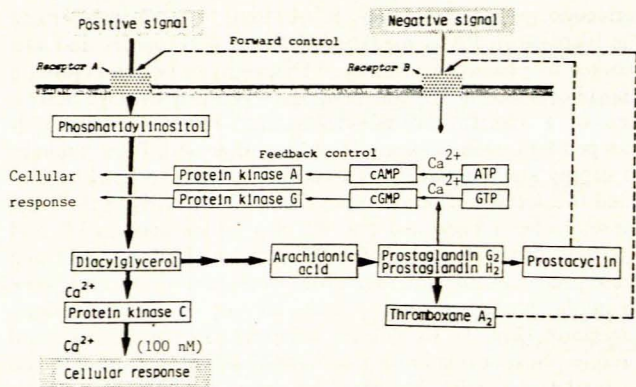 Positive signal
Negative signal
Forward control
Receptor A
Receptor B
Phosphatidylinositol
Feedback control
Ca2+
Cellular
response
Protein kinase A
cAMP
ATP
Ca2+
Protein kinase G
cGMP
GTP
Diacylglycerol
Arachidonic
acid
Prostaglandin G2
Prostaglandin H2
Prostacyclin
Ca2+
Protein kinase C
Thromboxane A2
Ca2+
(100 nM)
Cellular response